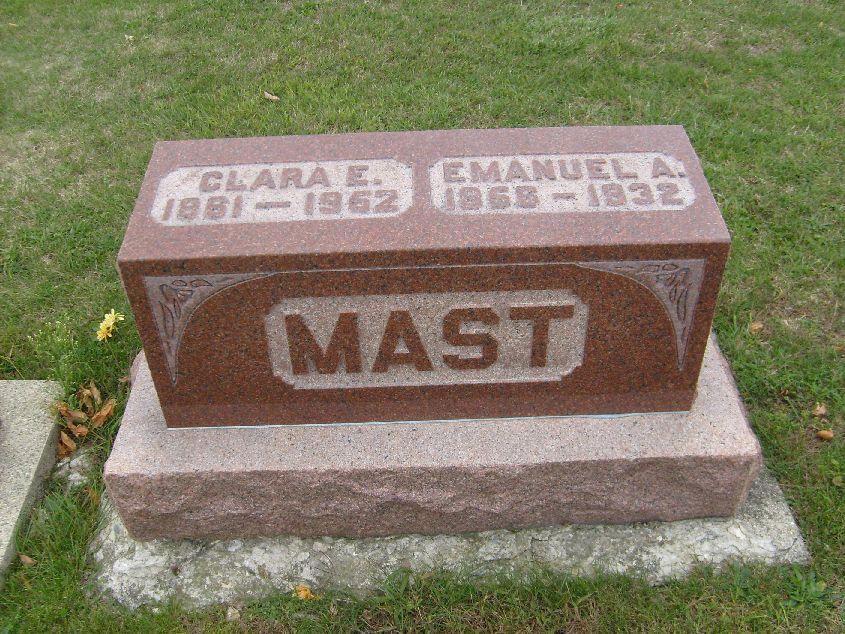 CLARA E.
1881 — 1962
EMANUEL A.
1868 – 1932
MAST